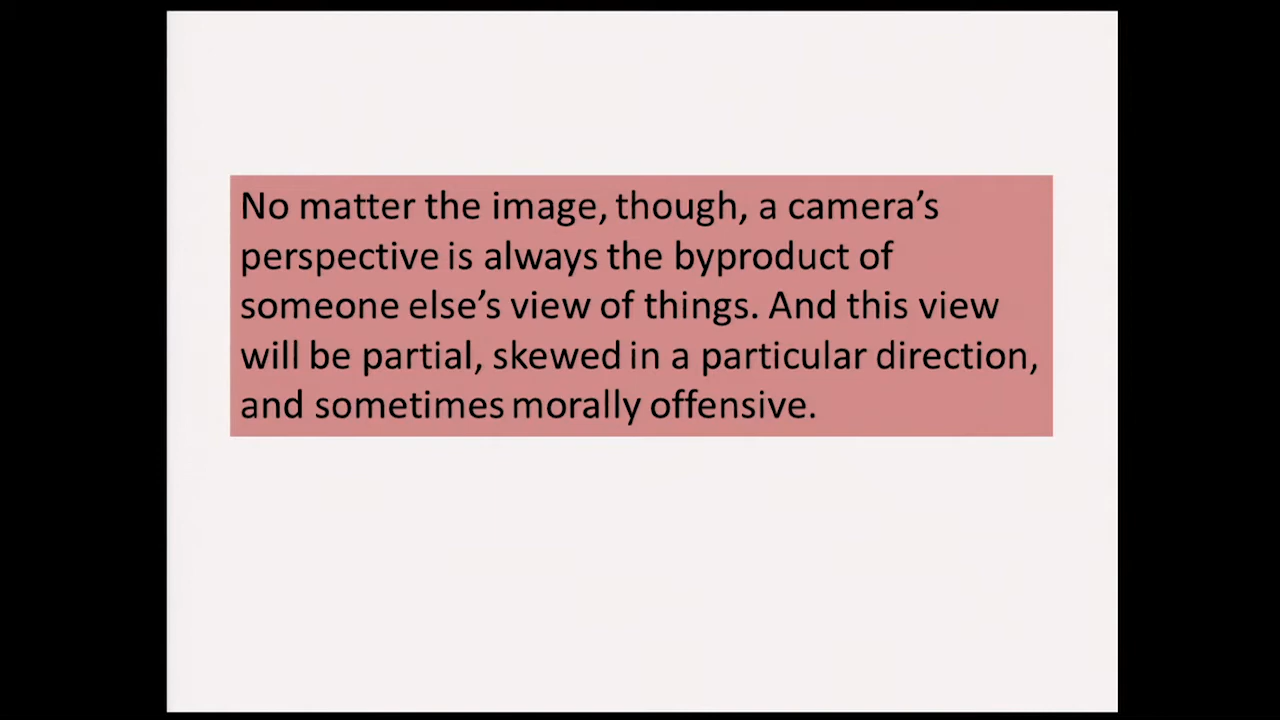 No matter the image, though, a camera’s
perspective is always the byproduct of
someone else’s view of things. And this view
will be partial, skewed in a particular direction,
and sometimes morally offensive.